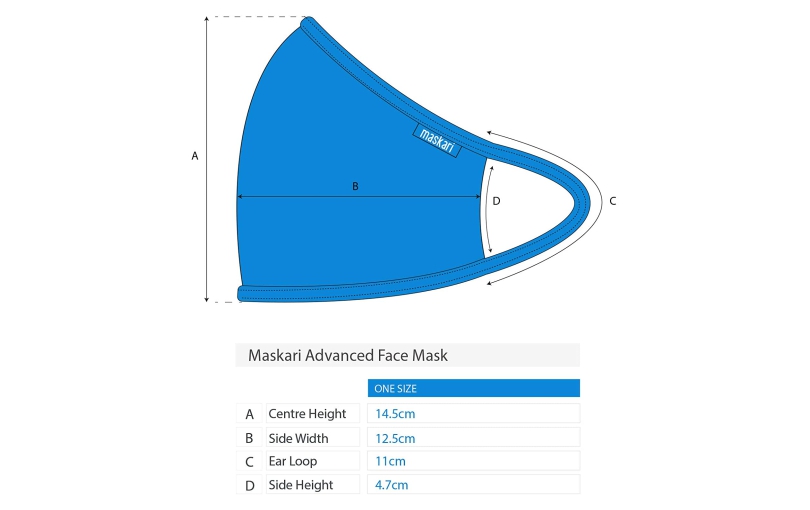 A
maskari
B
D
C
Maskari Advanced Face Mask
ONE SIZE
A Centre Height 14.5cm
B Side Width 12.5cm
C Ear Loop 11cm
D Side Height 4.7cm